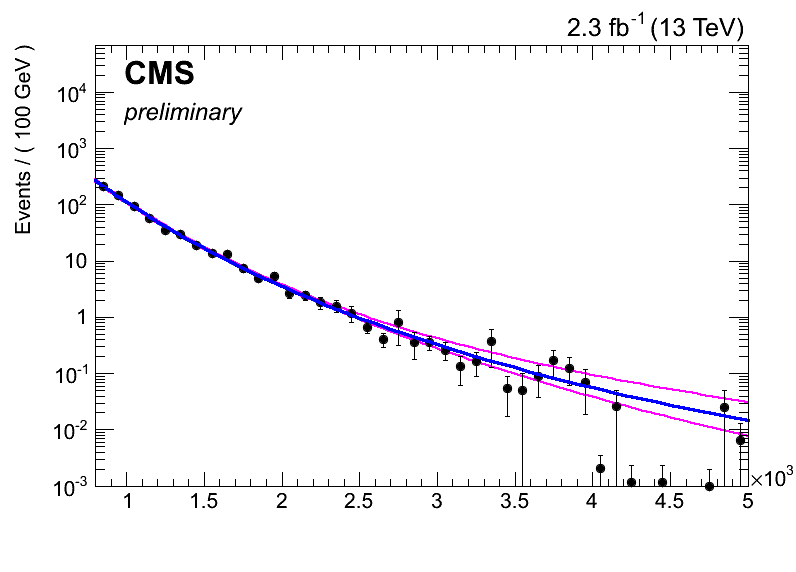 2.3 fb⁻¹ (13 TeV)
CMS
preliminary
Events / ( 100 GeV )
10⁴
10³
10²
10
1
10⁻¹
10⁻²
10⁻³
1 1.5 2 2.5 3 3.5 4 4.5 5
×10³